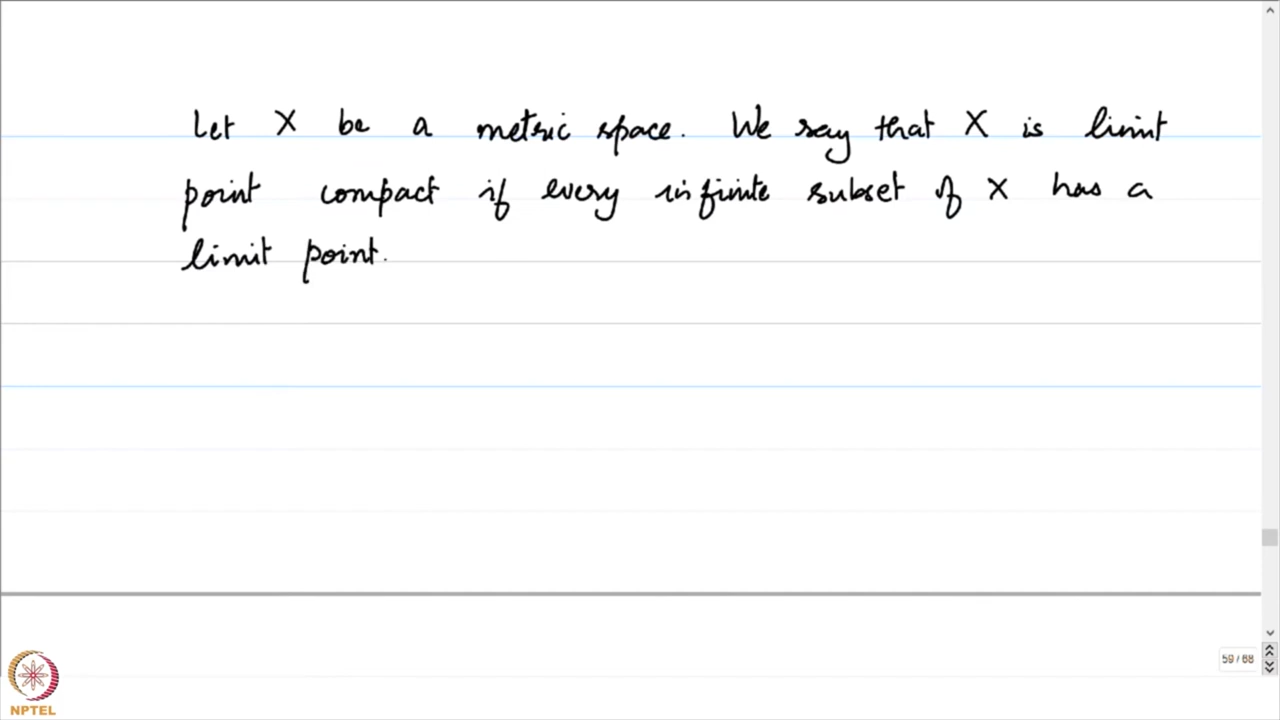 Let X be a metric space. We say that X is limit
point compact if every infinite subset of X has a
limit point.
59 / 68
NPTEL